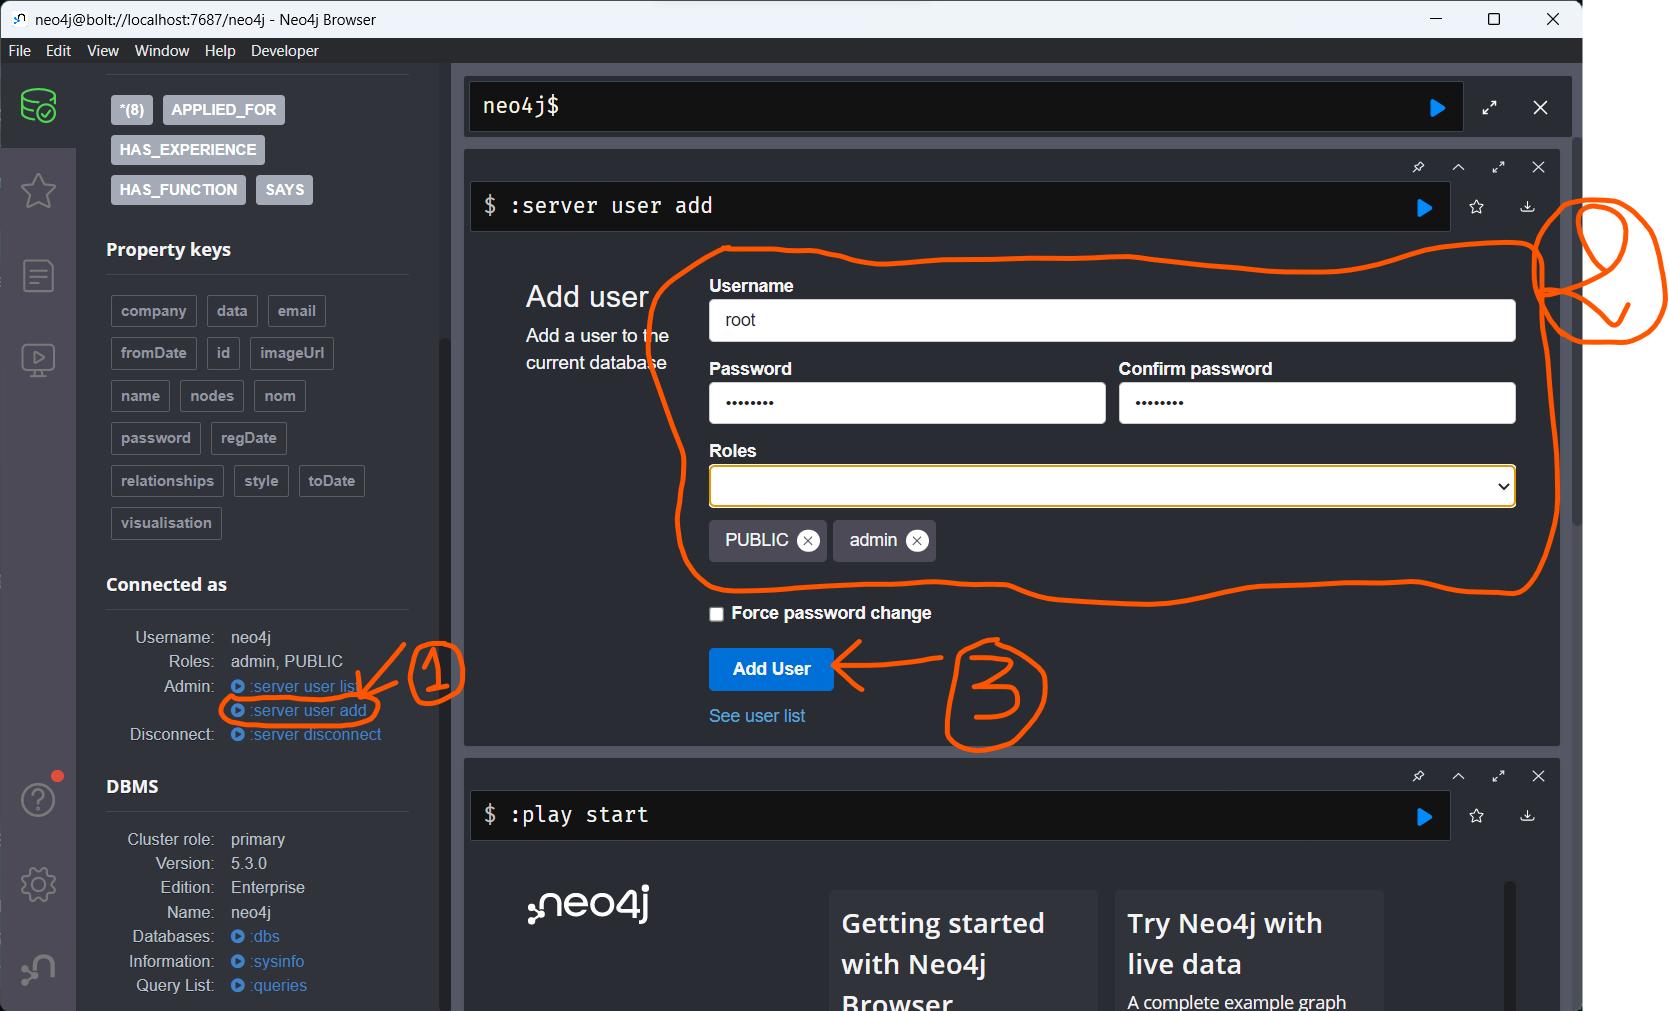 neo4j@bolt://localhost:7687/neo4j - Neo4j Browser
File Edit View Window Help Developer
*(8) APPLIED_FOR
HAS_EXPERIENCE
HAS_FUNCTION SAYS
Property keys
company data email
fromDate id imageUrl
name nodes nom
password regDate
relationships style toDate
visualisation
Connected as
Username: neo4j
Roles: admin, PUBLIC
Admin: :server user list
:server user add
Disconnect: :server disconnect
1
DBMS
Cluster role: primary
Version: 5.3.0
Edition: Enterprise
Name: neo4j
Databases: :dbs
Information: :sysinfo
Query List: :queries
neo4j$
$ :server user add
2
Add user
Add a user to the
current database
Username
root
Password
••••••••
Confirm password
••••••••
Roles
PUBLIC admin
Force password change
Add User
3
See user list
$ :play start
neo4j
Getting started
with Neo4j
Browser
Try Neo4j with
live data
A complete example graph